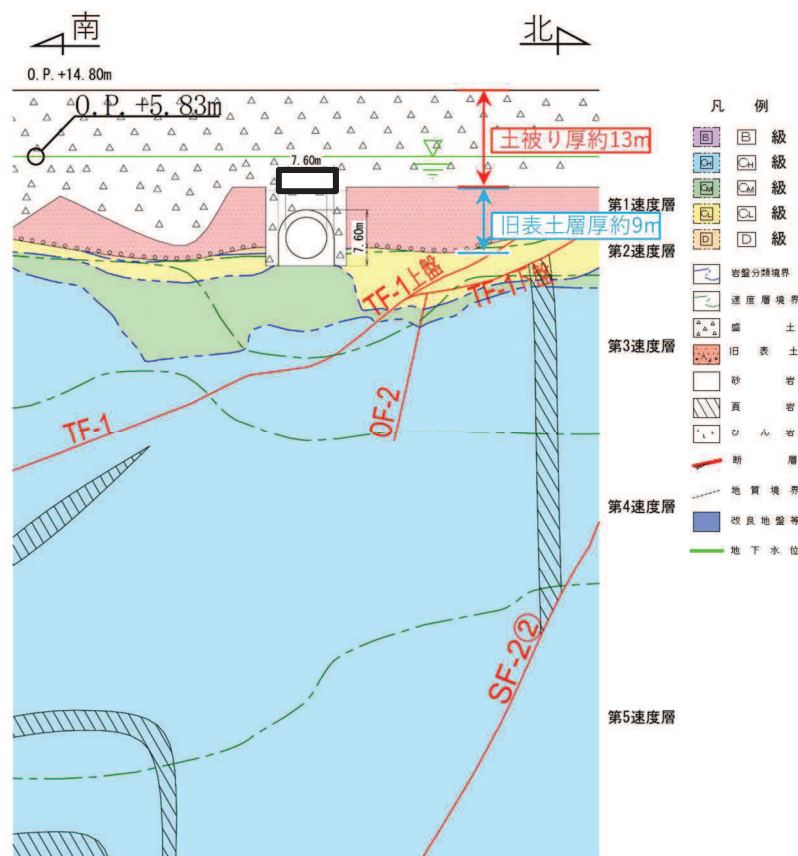 南
北
O.P.+14.80m
O.P. +5.83m
土被り厚約13m
7.60m
7.60m
旧表土層厚約9m
第1速度層
第2速度層
第3速度層
第4速度層
第5速度層
TF-1上盤
TF-1下盤
TF-1
OF-2
SF-2②
凡 例
B B 級
CH CH 級
CM CM 級
CL CL 級
D D 級
岩盤分類境界
速度層境界
盛 土
旧 表 土
砂 岩
頁 岩
ひ ん 岩
断 層
地 質 境 界
改 良 地 盤 等
地 下 水 位